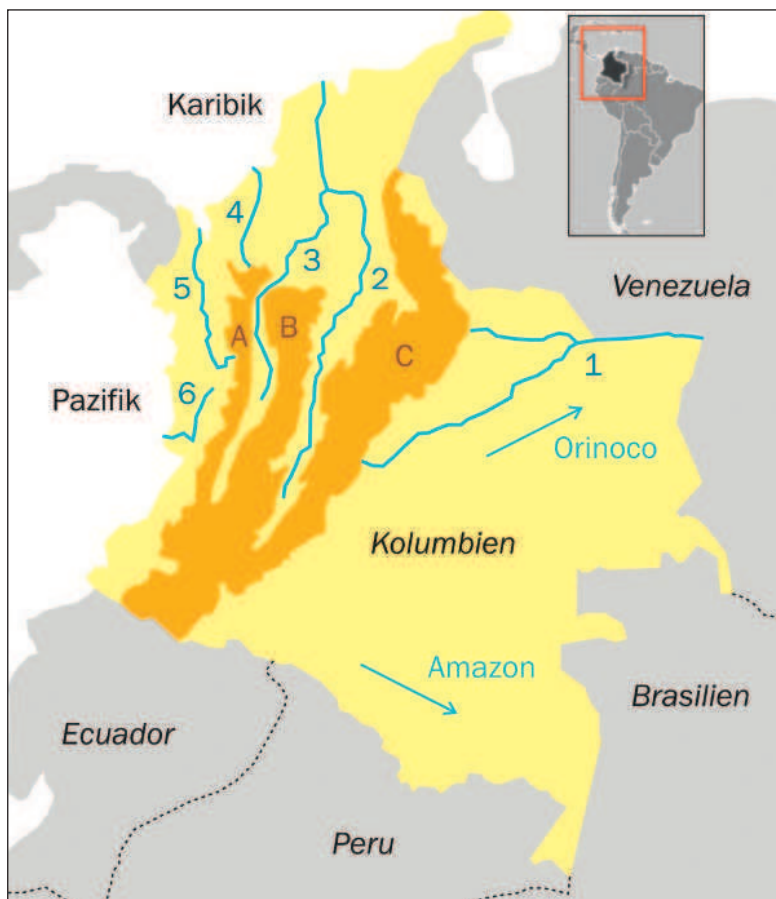 Karibik
4
3
5
2
Venezuela
A
B
C
1
6
Pazifik
Orinoco
Kolumbien
Amazon
Brasilien
Ecuador
Peru